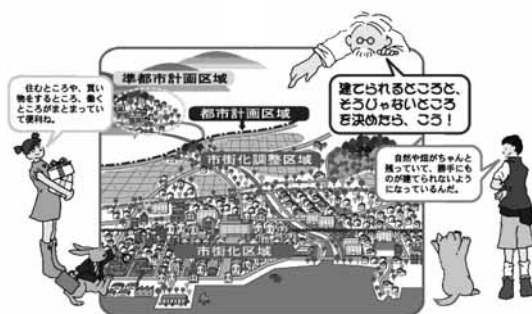 準都市計画区域
住むところや、買い
物をするところ、働く
ところがまとまってい
て便利ね。
都市計画区域
建てられるところと、
そうじゃないところ
を決めたら、こう！
市街化調整区域
自然や畑がちゃんと
残っていて、勝手にも
のが建てられないよう
になっているんだ。
市街化区域